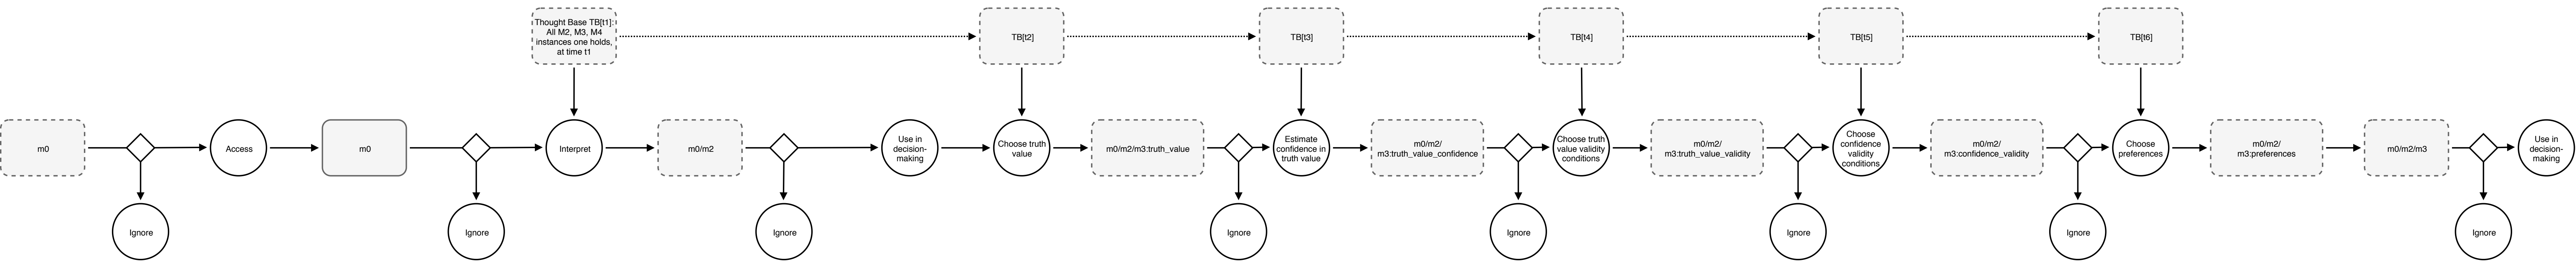 Thought Base TB[t1]:
All M2, M3, M4
instances one holds,
at time t1
TB[t2]
TB[t3]
TB[t4]
TB[t5]
TB[t6]
m0
Access
m0
Interpret
m0/m2
Use in
decision-
making
Choose truth
value
m0/m2/m3:truth_value
Estimate
confidence in
truth value
m0/m2/
m3:truth_value_confidence
Choose truth
value validity
conditions
m0/m2/
m3:truth_value_validity
Choose
confidence
validity
conditions
m0/m2/
m3:confidence_validity
Choose
preferences
m0/m2/
m3:preferences
m0/m2/m3
Use in
decision-
making
Ignore
Ignore
Ignore
Ignore
Ignore
Ignore
Ignore
Ignore